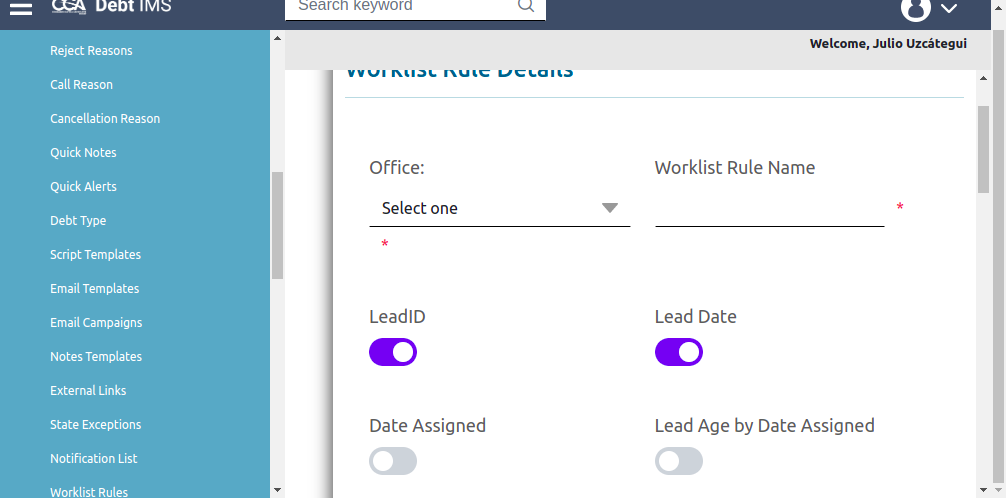 CCA Debt IMS
Search keyword
Welcome, Julio Uzcátegui
Reject Reasons
Call Reason
Cancellation Reason
Quick Notes
Quick Alerts
Debt Type
Script Templates
Email Templates
Email Campaigns
Notes Templates
External Links
State Exceptions
Notification List
Worklist Rules
Worklist Rule Details
Office:
Worklist Rule Name
Select one
*
*
LeadID
Lead Date
Date Assigned
Lead Age by Date Assigned